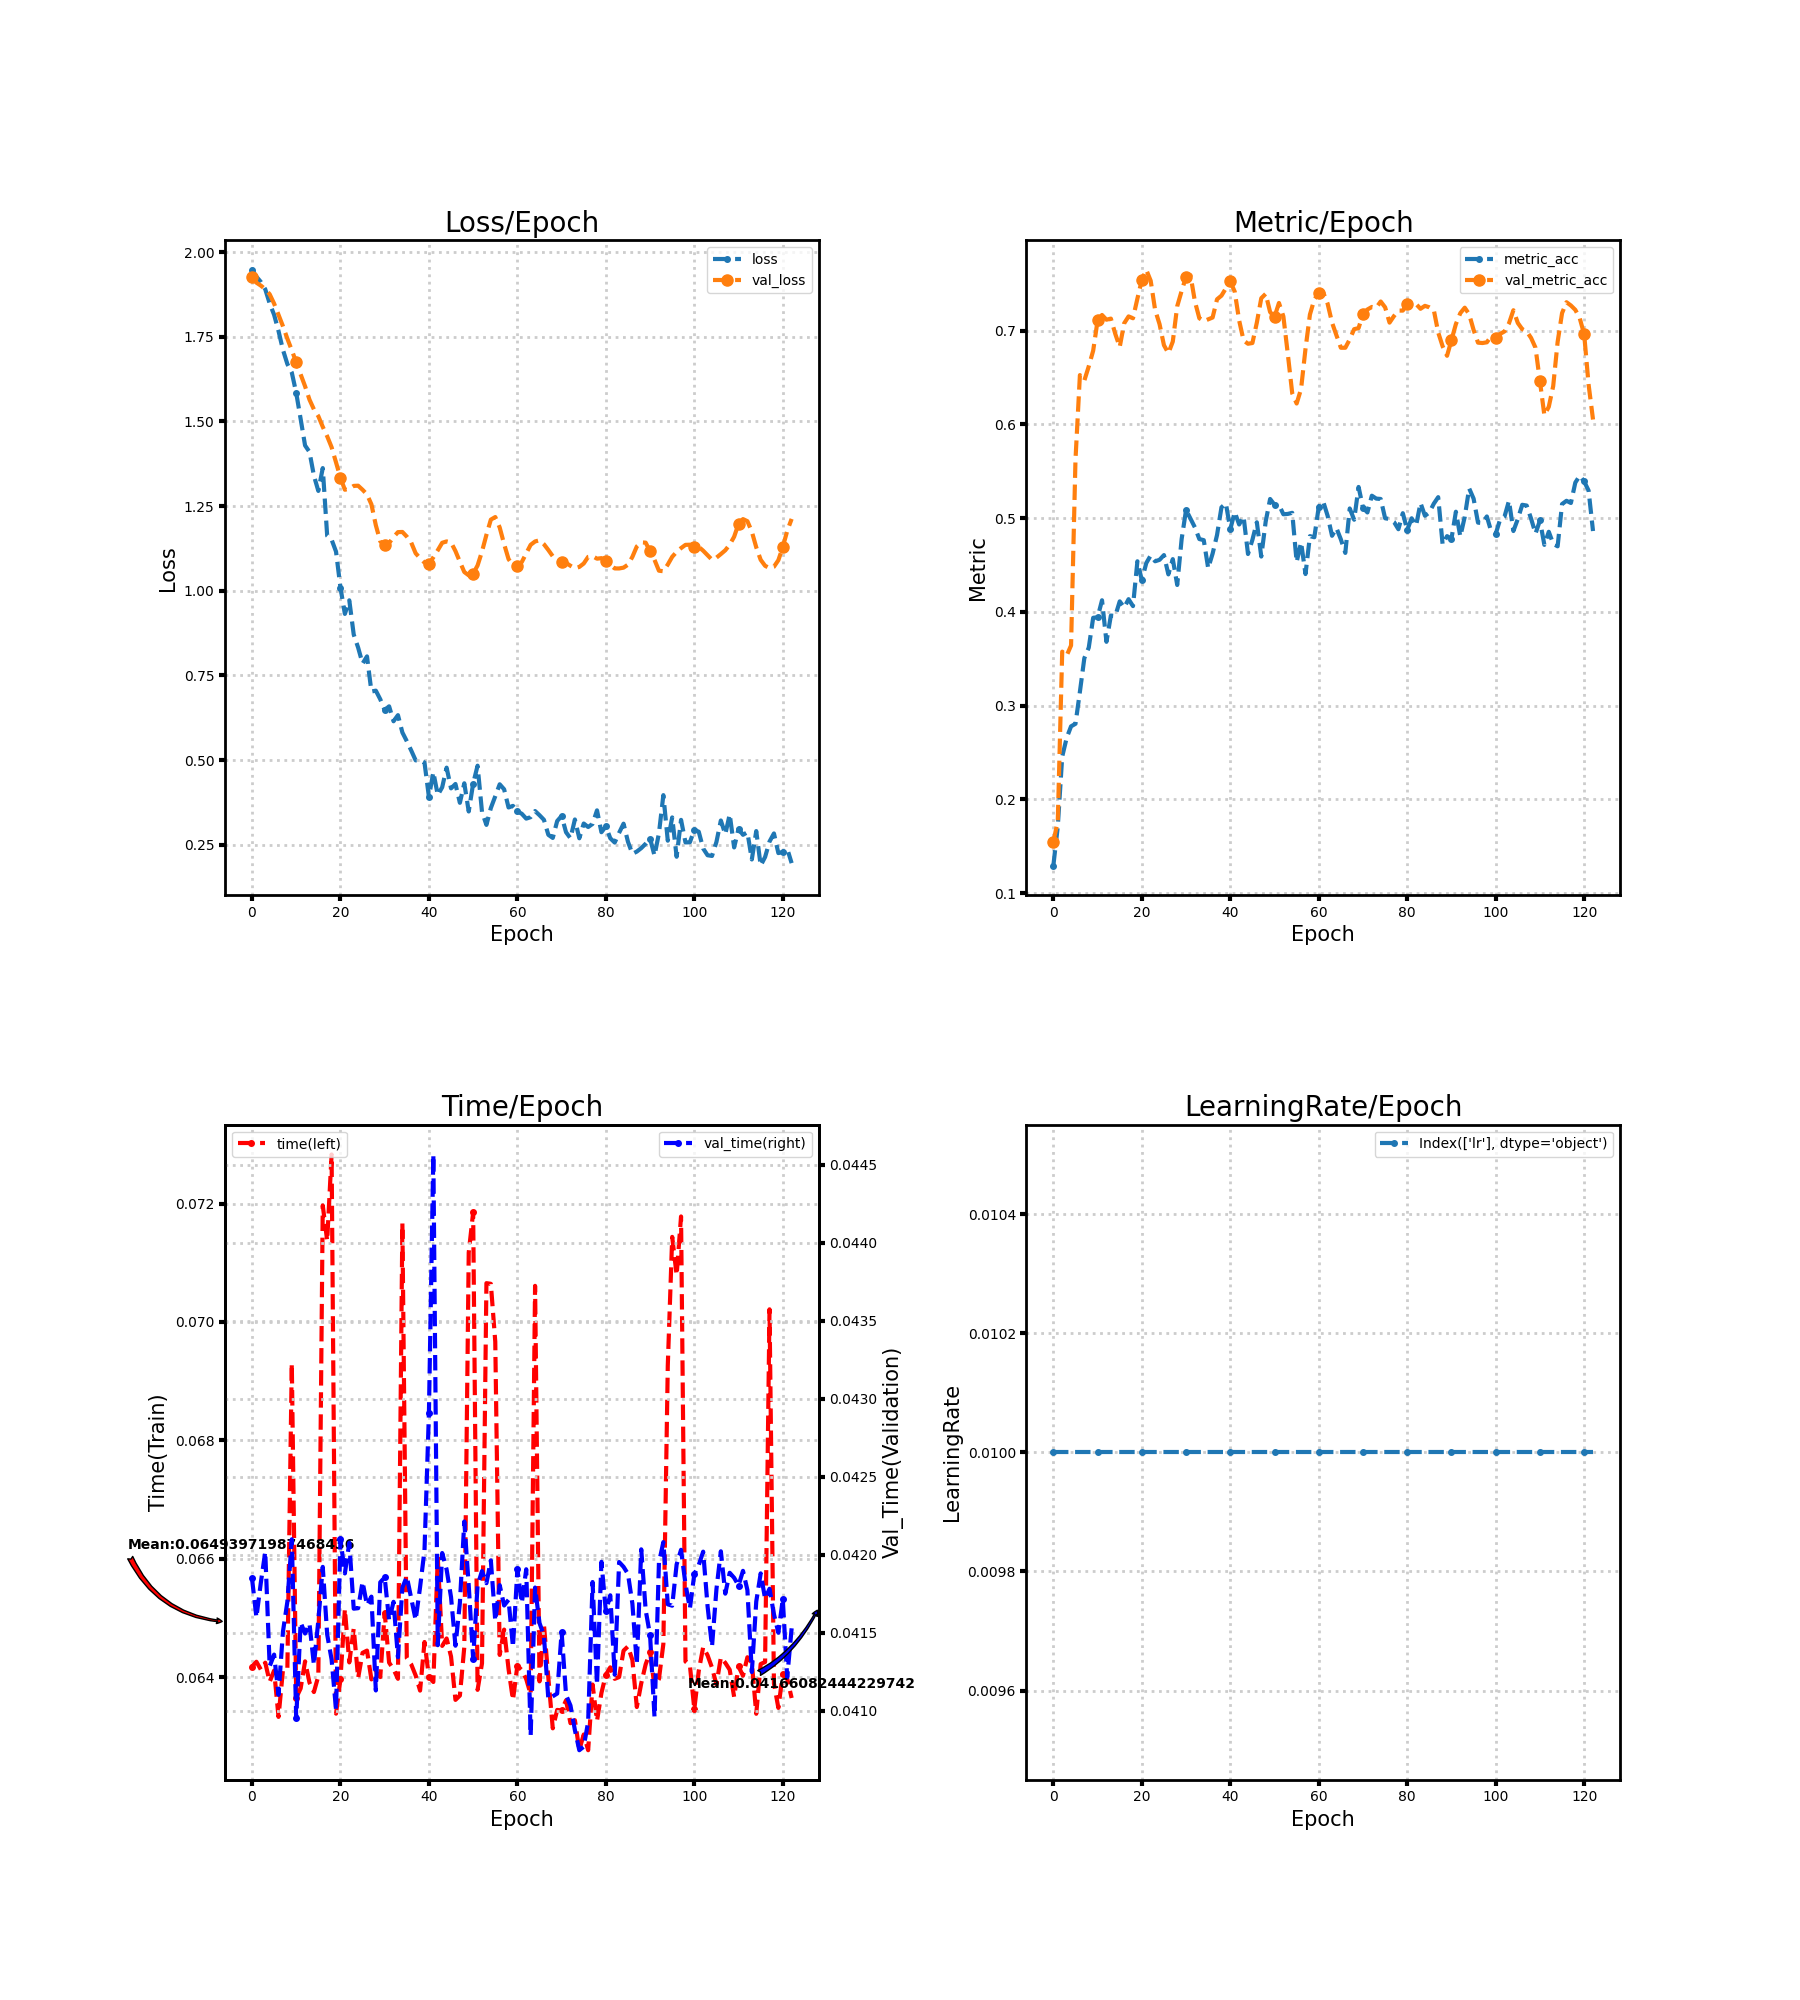 Loss/Epoch
loss
val_loss
2.00
1.75
1.50
1.25
1.00
0.75
0.50
0.25
Loss
0 20 40 60 80 100 120
Epoch
Metric/Epoch
metric_acc
val_metric_acc
0.7
0.6
0.5
0.4
0.3
0.2
0.1
Metric
0 20 40 60 80 100 120
Epoch
Time/Epoch
time(left)
val_time(right)
0.072
0.070
0.068
0.066
0.064
Time(Train)
0.0445
0.0440
0.0435
0.0430
0.0425
0.0420
0.0415
0.0410
Val_Time(Validation)
Mean:0.04166082444229742
0 20 40 60 80 100 120
Epoch
LearningRate/Epoch
Index(['lr'], dtype='object')
0.0104
0.0102
0.0100
0.0098
0.0096
LearningRate
0 20 40 60 80 100 120
Epoch